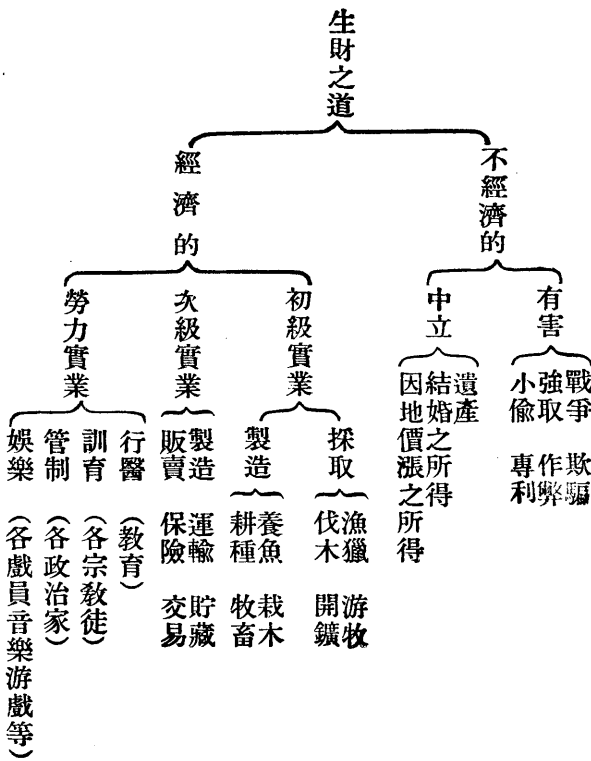 生財之道
不經濟的
有害
戰爭 欺騙
強取 作弊
小偷 專利
中立
遺產
結婚之所得
因地價漲之所得
經濟的
初級實業
採取
漁獵 游牧
伐木 開鑛
製造
養魚 栽木
耕種 牧畜
次級實業
製造 運輸 貯藏
販賣 保險 交易
勞力實業
行醫 (教育)
訓育 (各宗教徒)
管制 (各政治家)
娛樂 (各戲員音樂游戲等)